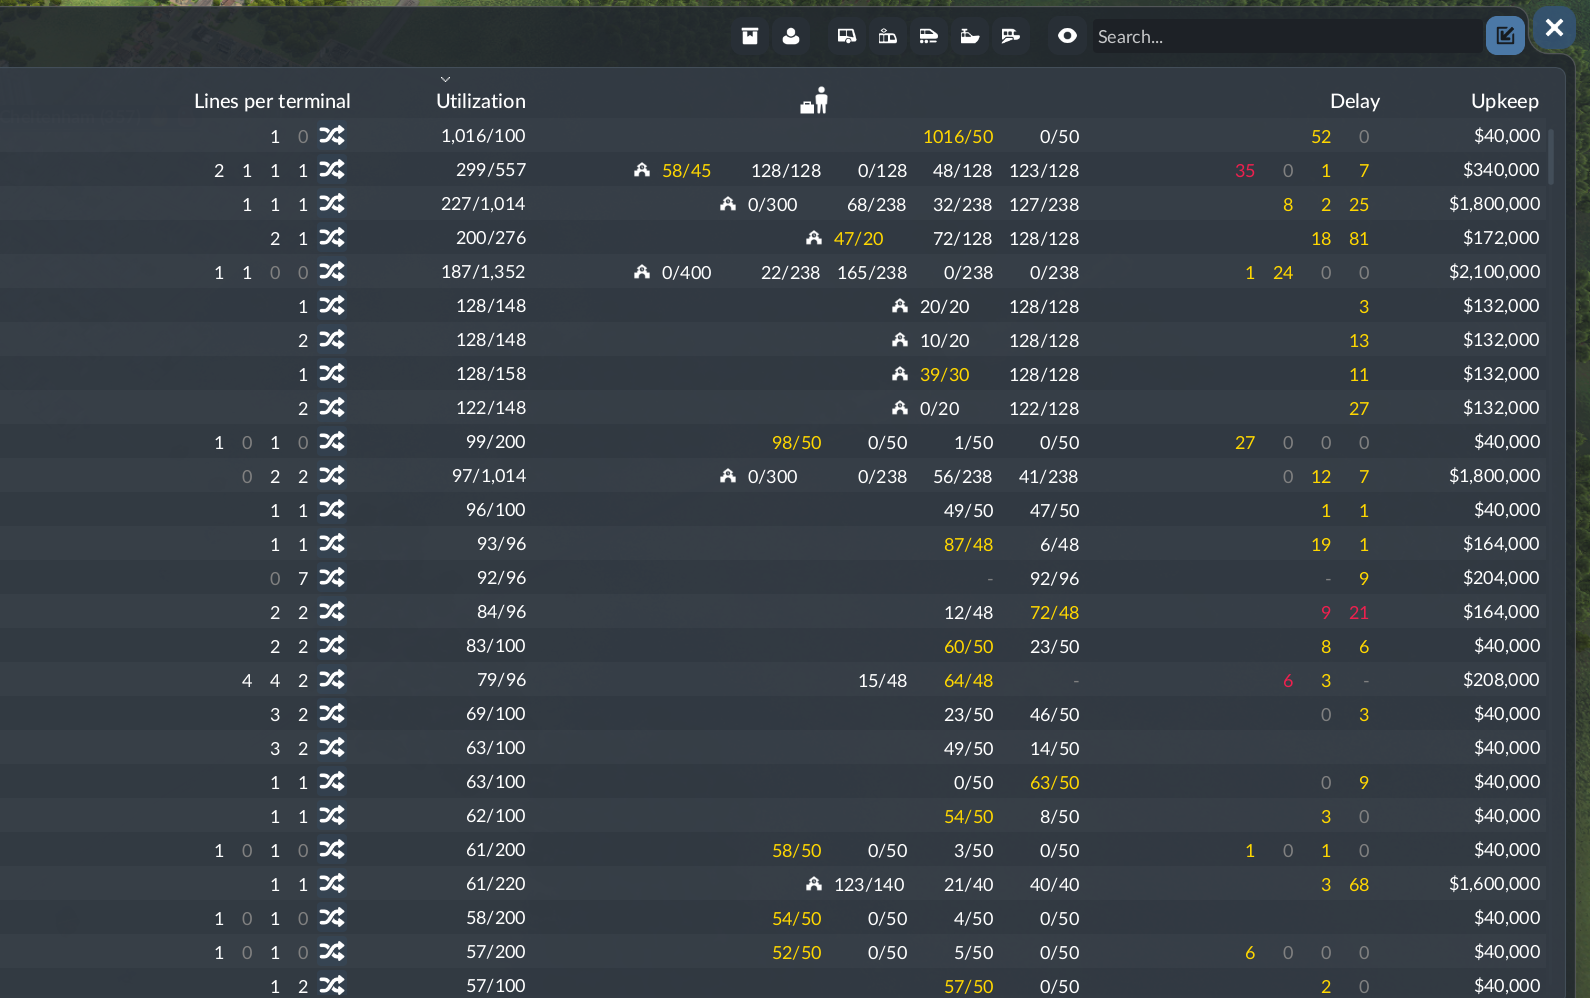 Search...
Lines per terminal Utilization Delay Upkeep
1 0 1,016/100 1016/50 0/50 52 0 $40,000
2 1 1 1 299/557 58/45 128/128 0/128 48/128 123/128 35 0 1 7 $340,000
1 1 1 227/1,014 0/300 68/238 32/238 127/238 8 2 25 $1,800,000
2 1 200/276 47/20 72/128 128/128 18 81 $172,000
1 1 0 0 187/1,352 0/400 22/238 165/238 0/238 0/238 1 24 0 0 $2,100,000
1 128/148 20/20 128/128 3 $132,000
2 128/148 10/20 128/128 13 $132,000
1 128/158 39/30 128/128 11 $132,000
2 122/148 0/20 122/128 27 $132,000
1 0 1 0 99/200 98/50 0/50 1/50 0/50 27 0 0 0 $40,000
0 2 2 97/1,014 0/300 0/238 56/238 41/238 0 12 7 $1,800,000
1 1 96/100 49/50 47/50 1 1 $40,000
1 1 93/96 87/48 6/48 19 1 $164,000
0 7 92/96 - 92/96 - 9 $204,000
2 2 84/96 12/48 72/48 9 21 $164,000
2 2 83/100 60/50 23/50 8 6 $40,000
4 4 2 79/96 15/48 64/48 - 6 3 - $208,000
3 2 69/100 23/50 46/50 0 3 $40,000
3 2 63/100 49/50 14/50 $40,000
1 1 63/100 0/50 63/50 0 9 $40,000
1 1 62/100 54/50 8/50 3 0 $40,000
1 0 1 0 61/200 58/50 0/50 3/50 0/50 1 0 1 0 $40,000
1 1 61/220 123/140 21/40 40/40 3 68 $1,600,000
1 0 1 0 58/200 54/50 0/50 4/50 0/50 $40,000
1 0 1 0 57/200 52/50 0/50 5/50 0/50 6 0 0 0 $40,000
1 2 57/100 57/50 0/50 2 0 $40,000